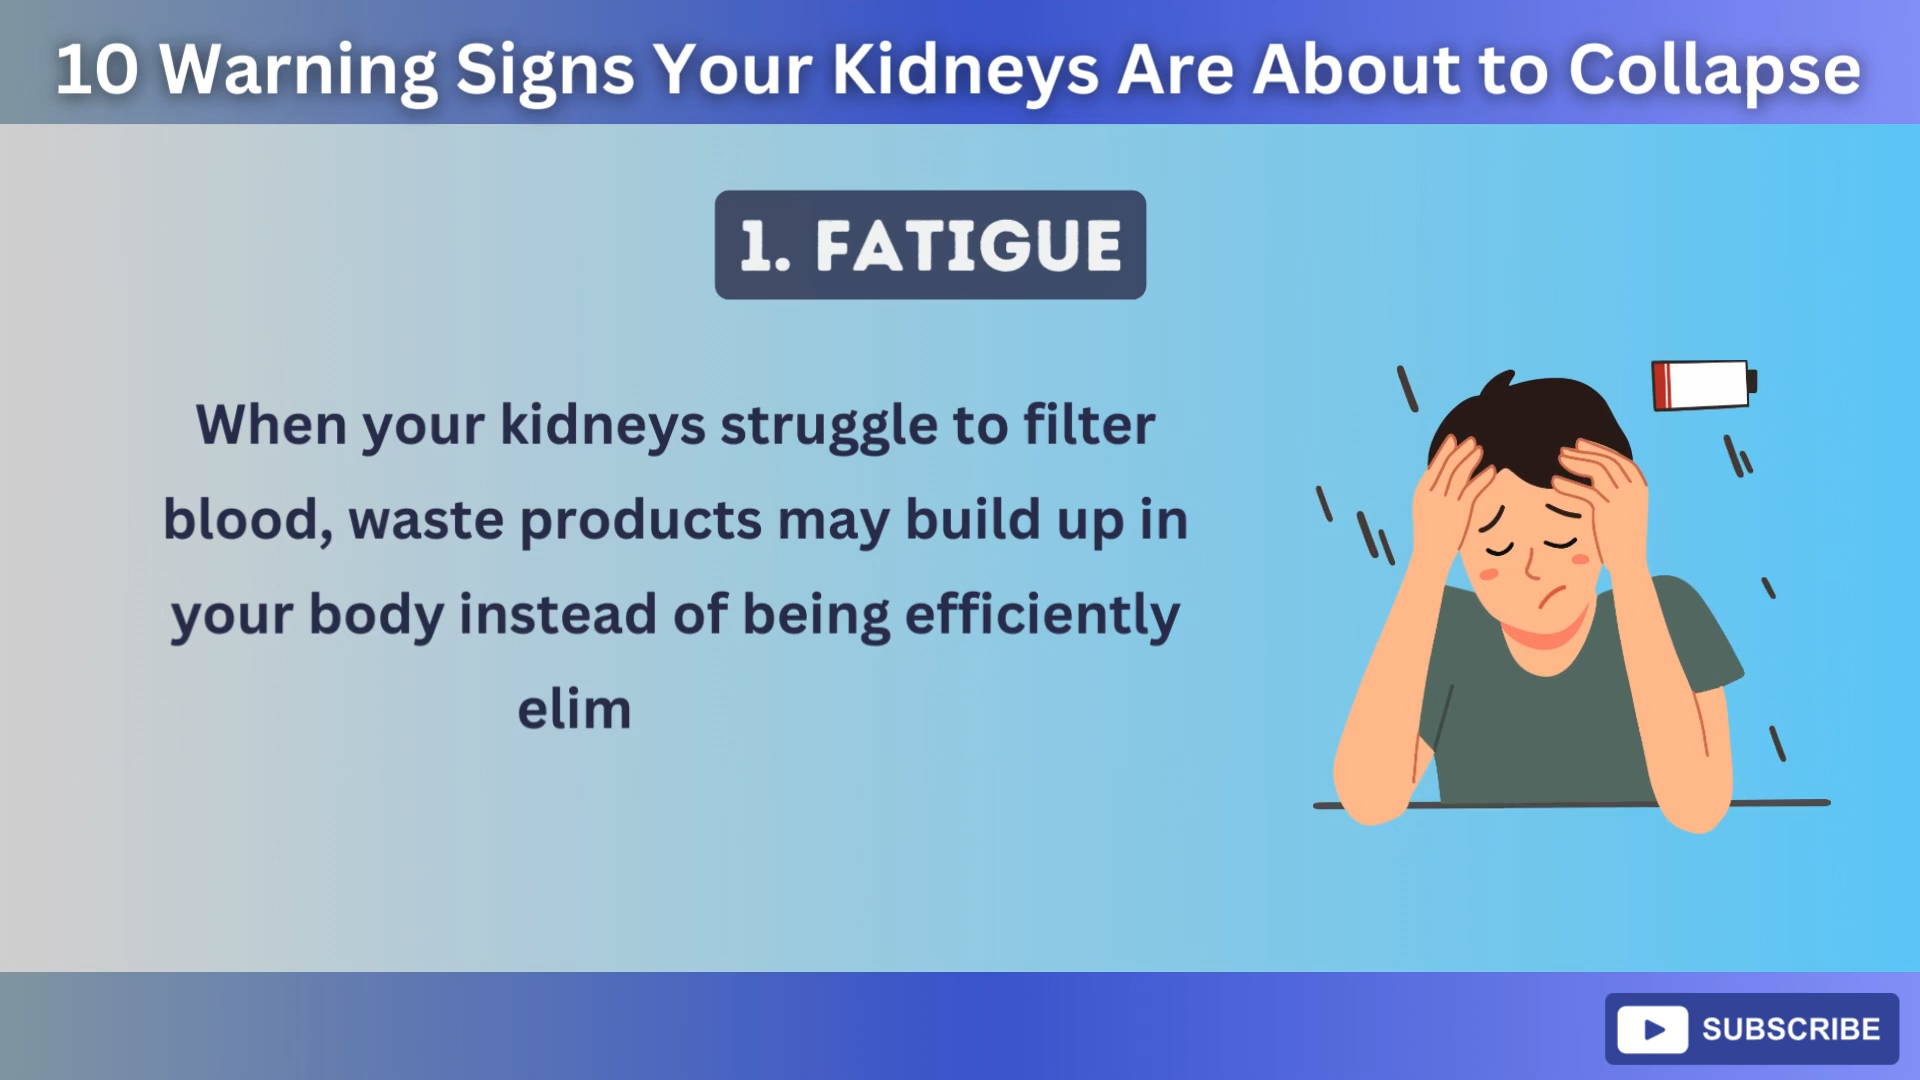 10 Warning Signs Your Kidneys Are About to Collapse
1. FATIGUE
When your kidneys struggle to filter
blood, waste products may build up in
your body instead of being efficiently
elim
SUBSCRIBE